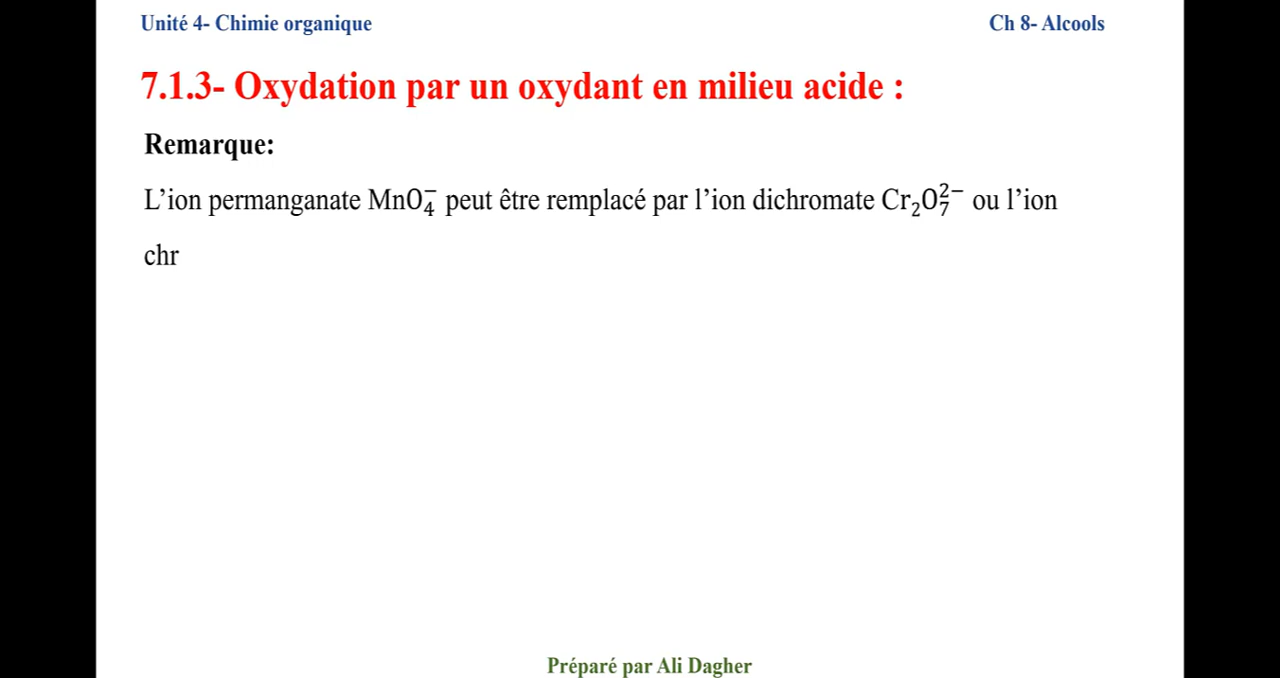 Unité 4- Chimie organique
Ch 8- Alcools
7.1.3- Oxydation par un oxydant en milieu acide :
Remarque:
L’ion permanganate MnO₄⁻ peut être remplacé par l’ion dichromate Cr₂O₇²⁻ ou l’ion
chr
Préparé par Ali Dagher